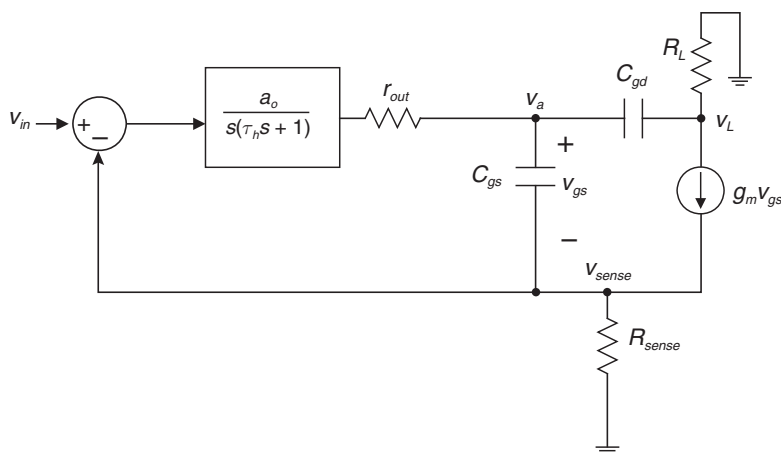 R_L
C_gd
r_out
a_o
v_in
+
−
s(τ_h s + 1)
v_a
v_L
+
C_gs
v_gs
g_m v_gs
−
v_sense
R_sense